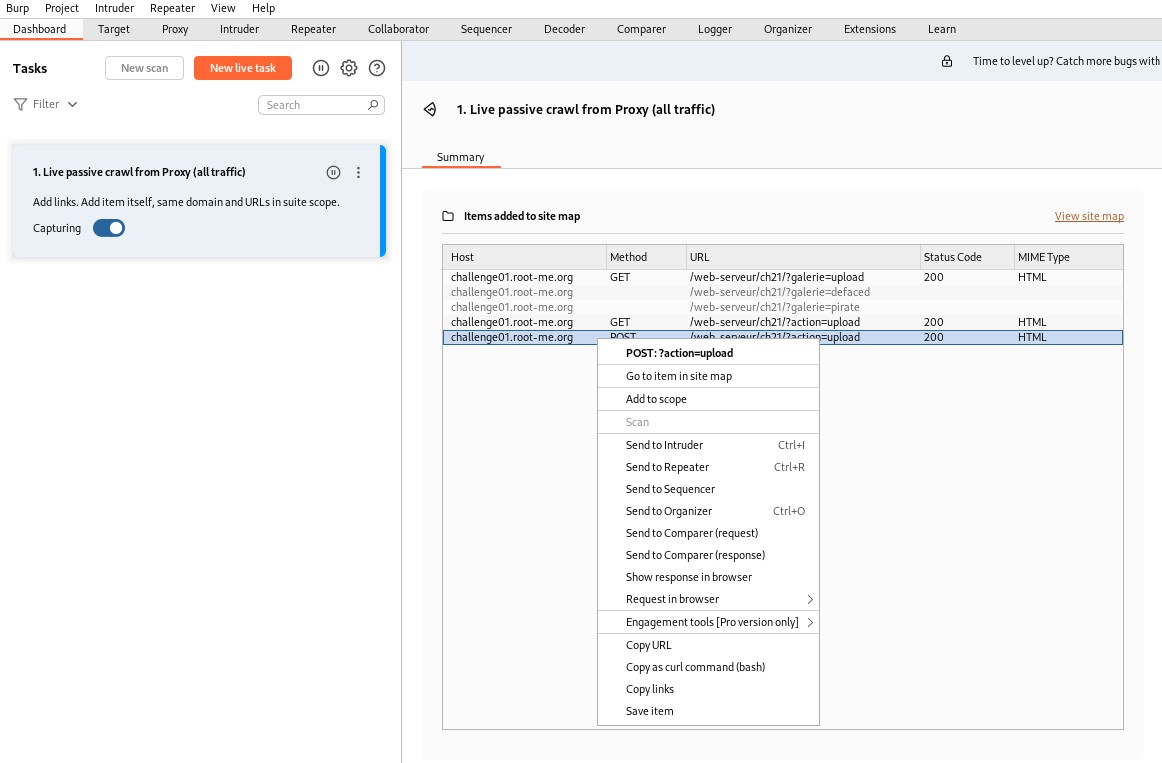 Burp Project Intruder Repeater View Help
Dashboard Target Proxy Intruder Repeater Collaborator Sequencer Decoder Comparer Logger Organizer Extensions Learn
Tasks New scan New live task
Time to level up? Catch more bugs with
Filter Search
1. Live passive crawl from Proxy (all traffic)
Summary
1. Live passive crawl from Proxy (all traffic)
Add links. Add item itself, same domain and URLs in suite scope.
Capturing
Items added to site map View site map
Host Method URL Status Code MIME Type
challenge01.root-me.org GET /web-serveur/ch21/?galerie=upload 200 HTML
challenge01.root-me.org /web-serveur/ch21/?galerie=defaced
challenge01.root-me.org /web-serveur/ch21/?galerie=pirate
challenge01.root-me.org GET /web-serveur/ch21/?action=upload 200 HTML
challenge01.root-me.org POST /web-serveur/ch21/?action=upload 200 HTML
POST: ?action=upload
Go to item in site map
Add to scope
Scan
Send to Intruder Ctrl+I
Send to Repeater Ctrl+R
Send to Sequencer
Send to Organizer Ctrl+O
Send to Comparer (request)
Send to Comparer (response)
Show response in browser
Request in browser
Engagement tools [Pro version only]
Copy URL
Copy as curl command (bash)
Copy links
Save item